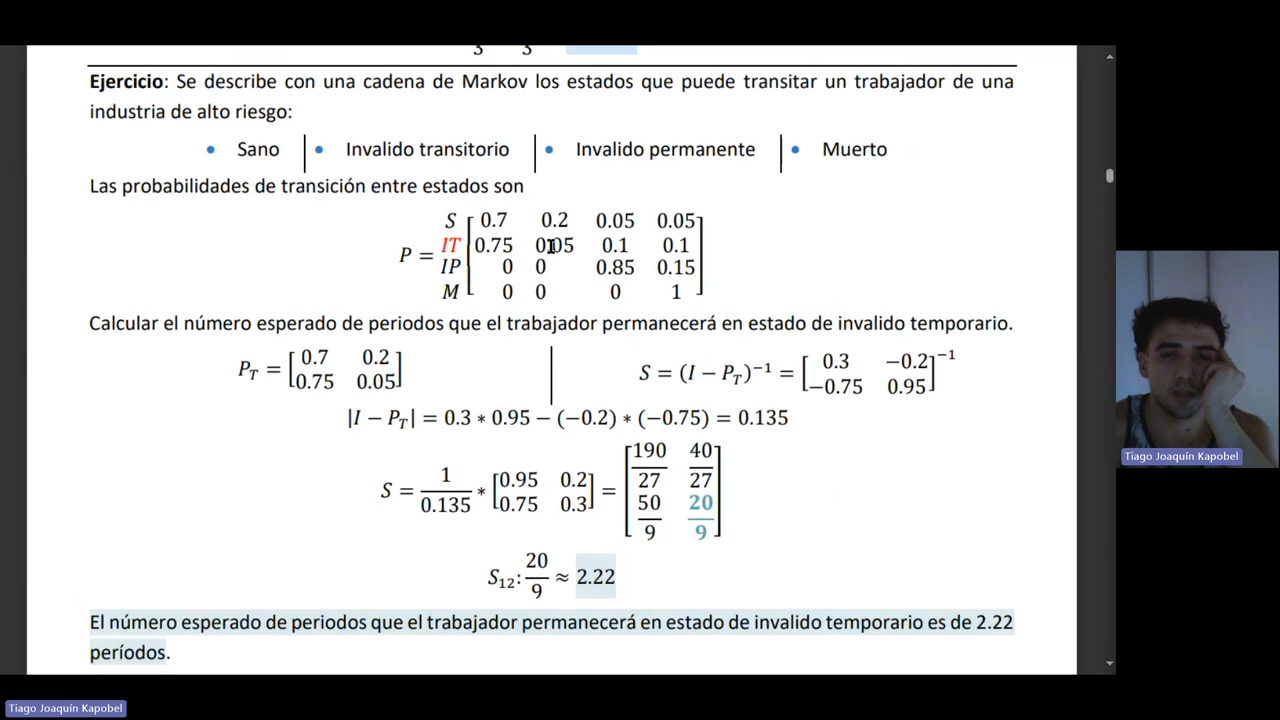 3 3
Ejercicio: Se describe con una cadena de Markov los estados que puede transitar un trabajador de una
industria de alto riesgo:
• Sano | • Invalido transitorio | • Invalido permanente | • Muerto
Las probabilidades de transición entre estados son
S 0.7 0.2 0.05 0.05
IT 0.75 0.05 0.1 0.1
P =
IP 0 0 0.85 0.15
M 0 0 0 1
Calcular el número esperado de periodos que el trabajador permanecerá en estado de invalido temporario.
P_T = [0.7 0.2
0.75 0.05]
S = (I − P_T)^−1 = [0.3 −0.2
−0.75 0.95]^−1
|I − P_T| = 0.3 ∗ 0.95 − (−0.2) ∗ (−0.75) = 0.135
S = 1/0.135 ∗ [0.95 0.2
0.75 0.3] = [190/27 40/27
50/9 20/9]
S_12: 20/9 ≈ 2.22
El número esperado de periodos que el trabajador permanecerá en estado de invalido temporario es de 2.22
períodos.
Tiago Joaquín Kapobel
Tiago Joaquín Kapobel